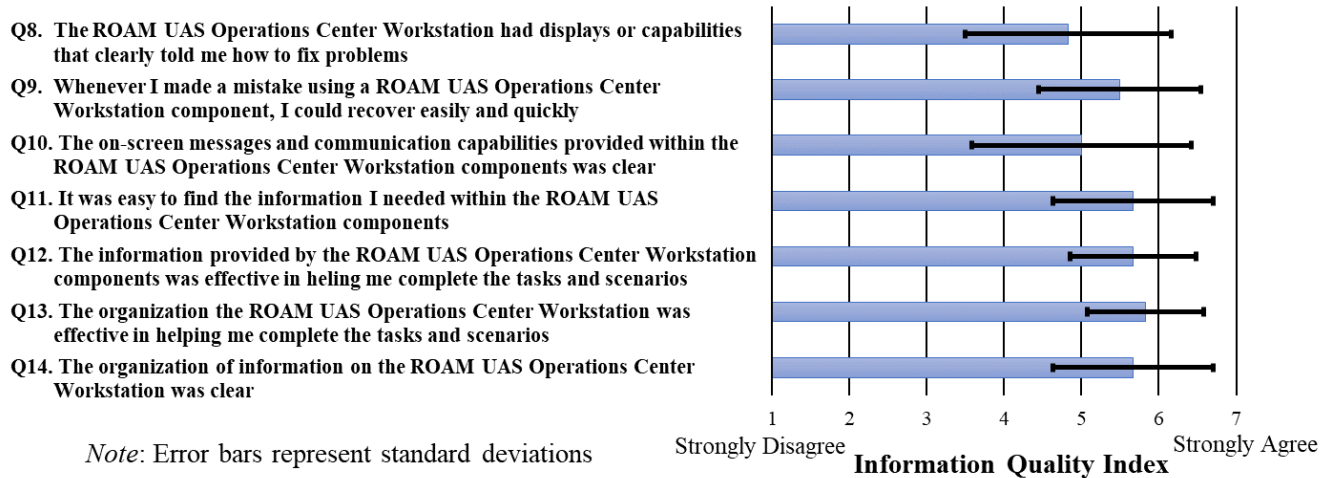 Q8. The ROAM UAS Operations Center Workstation had displays or capabilities
that clearly told me how to fix problems
Q9. Whenever I made a mistake using a ROAM UAS Operations Center
Workstation component, I could recover easily and quickly
Q10. The on-screen messages and communication capabilities provided within the
ROAM UAS Operations Center Workstation components was clear
Q11. It was easy to find the information I needed within the ROAM UAS
Operations Center Workstation components
Q12. The information provided by the ROAM UAS Operations Center Workstation
components was effective in heling me complete the tasks and scenarios
Q13. The organization the ROAM UAS Operations Center Workstation was
effective in helping me complete the tasks and scenarios
Q14. The organization of information on the ROAM UAS Operations Center
Workstation was clear
1 2 3 4 5 6 7
Strongly Disagree Strongly Agree
Information Quality Index
Note: Error bars represent standard deviations